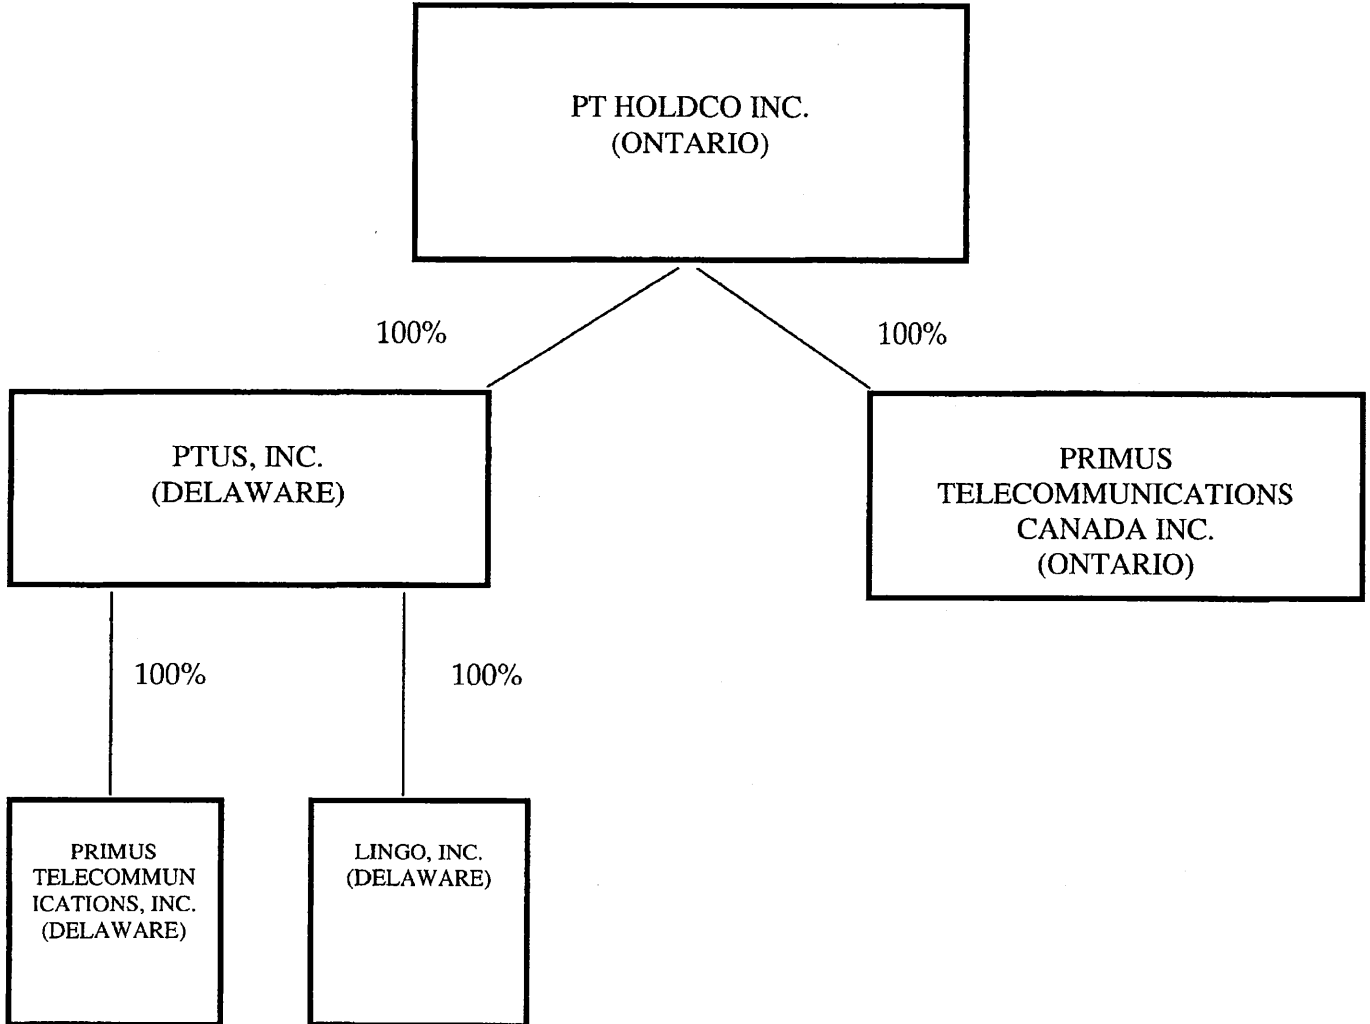 PT HOLDCO INC.
(ONTARIO)
100%
100%
PTUS, INC.
(DELAWARE)
PRIMUS
TELECOMMUNICATIONS
CANADA INC.
(ONTARIO)
100%
100%
PRIMUS
TELECOMMUN
ICATIONS, INC.
(DELAWARE)
LINGO, INC.
(DELAWARE)